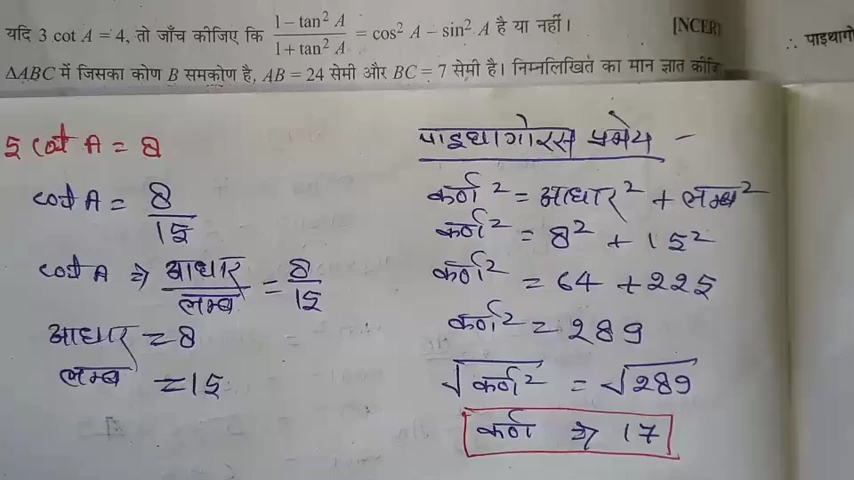 यदि 3 cot A = 4, तो जाँच कीजिए कि (1 − tan² A)/(1 + tan² A) = cos² A − sin² A है या नहीं। [NCERT]
∴ पाइथागो
ΔABC में जिसका कोण B समकोण है, AB = 24 सेमी और BC = 7 सेमी है। निम्नलिखित का मान ज्ञात कीजि
5 cot A = 8
cot A = 8/15
cot A ⇒ आधार/लम्ब = 8/15
आधार = 8
लम्ब = 15
पाइथागोरस प्रमेय −
कर्ण² = आधार² + लम्ब²
कर्ण² = 8² + 15²
कर्ण² = 64 + 225
कर्ण² = 289
√कर्ण² = √289
कर्ण ⇒ 17